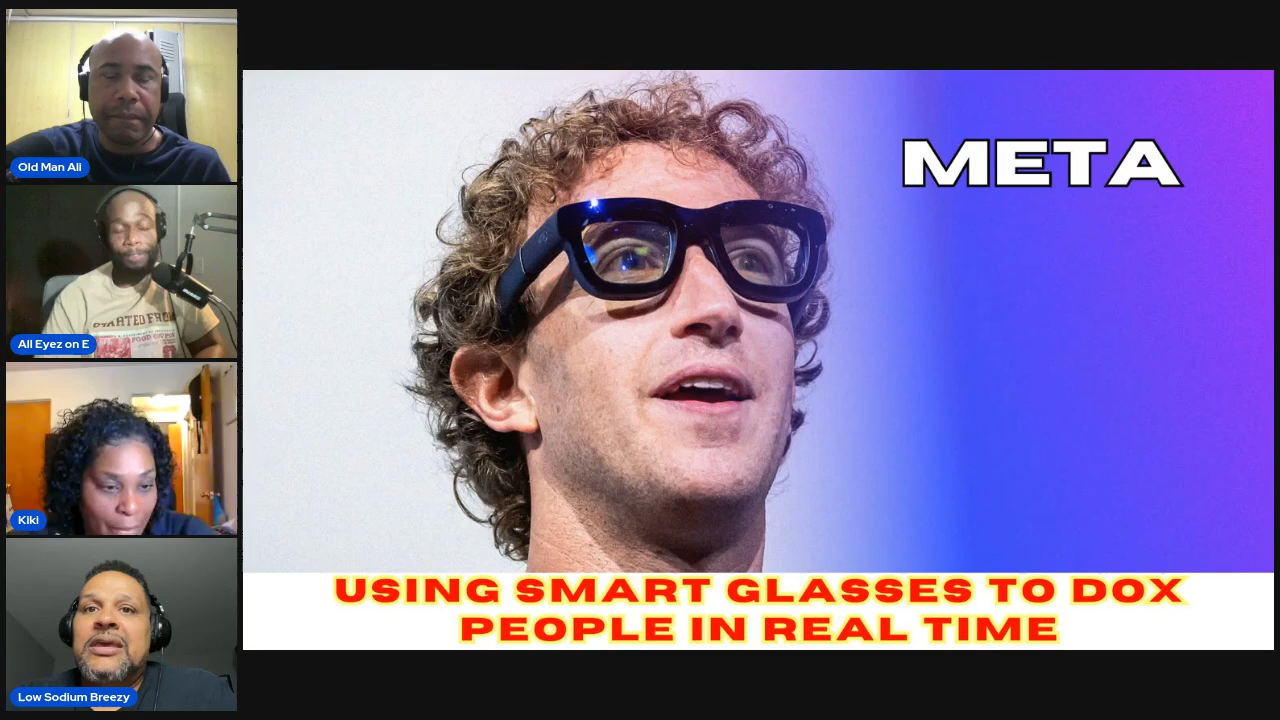 Old Man Ali
All Eyez on E
Kiki
Low Sodium Breezy
META
USING SMART GLASSES TO DOX
PEOPLE IN REAL TIME